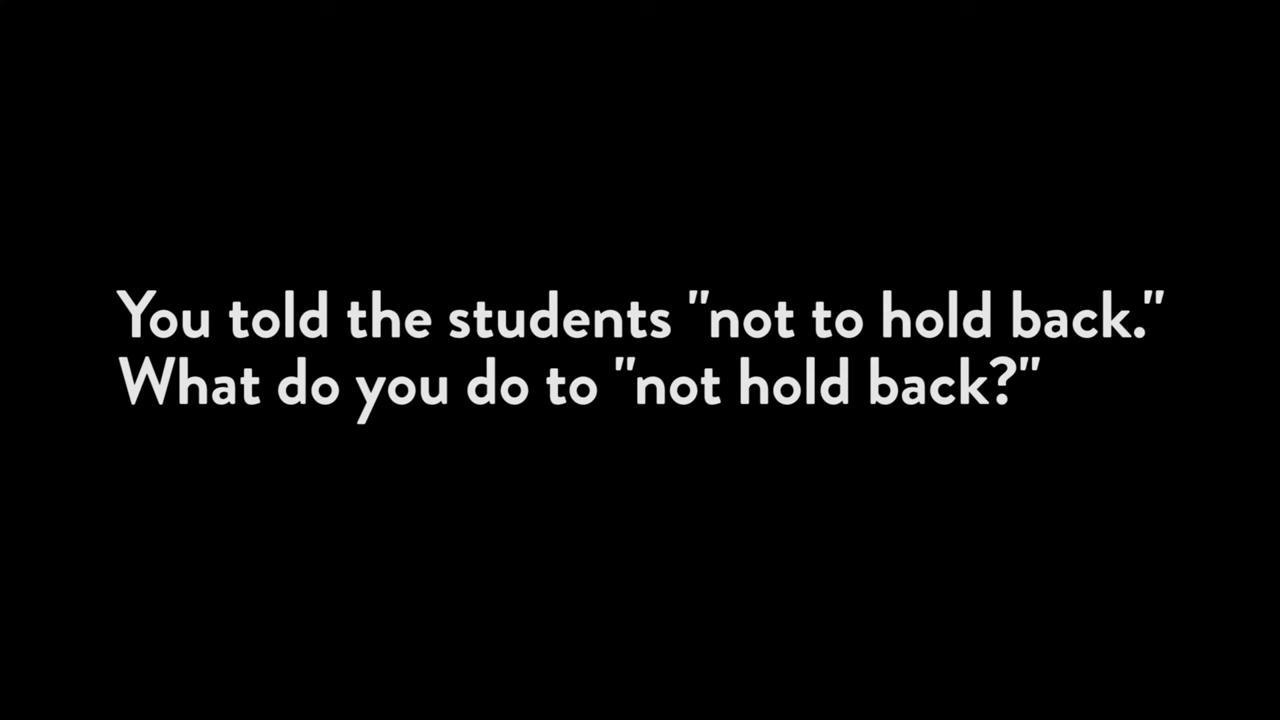 You told the students "not to hold back."
What do you do to "not hold back?"